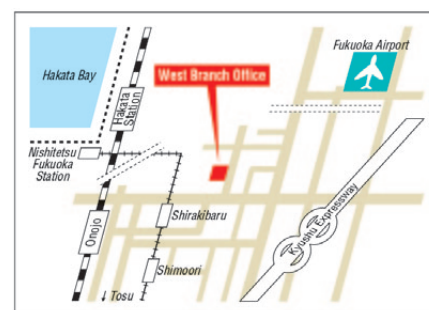 Fukuoka Airport
Hakata Bay
West Branch Office
Hakata
Station
Nishitetsu
Fukuoka
Station
Kyushu Expressway
Shirakibaru
Onojo
Shimoori
↓ Tosu